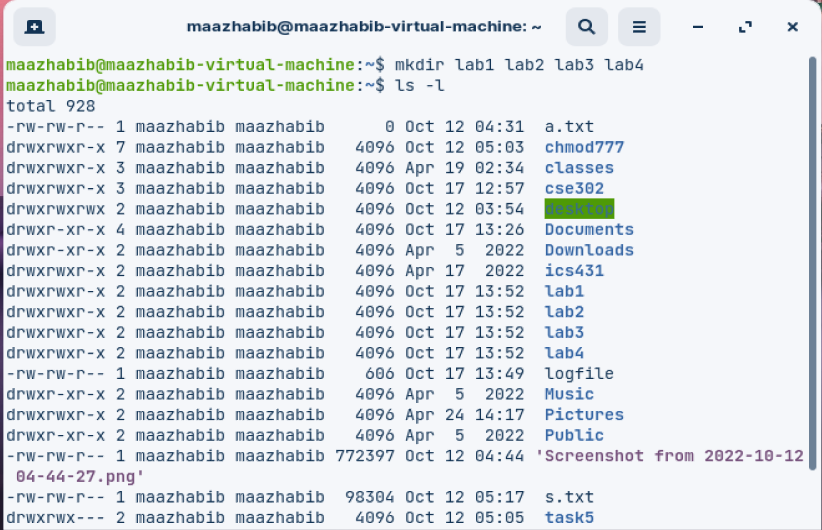 maazhabib@maazhabib-virtual-machine: ~
maazhabib@maazhabib-virtual-machine:~$ mkdir lab1 lab2 lab3 lab4
maazhabib@maazhabib-virtual-machine:~$ ls -l
total 928
-rw-rw-r-- 1 maazhabib maazhabib      0 Oct 12 04:31  a.txt
drwxrwxr-x 7 maazhabib maazhabib   4096 Oct 12 05:03  chmod777
drwxrwxr-x 3 maazhabib maazhabib   4096 Apr 19 02:34  classes
drwxrwxr-x 3 maazhabib maazhabib   4096 Oct 17 12:57  cse302
drwxrwxrwx 2 maazhabib maazhabib   4096 Oct 12 03:54  desktop
drwxr-xr-x 4 maazhabib maazhabib   4096 Oct 17 13:26  Documents
drwxr-xr-x 2 maazhabib maazhabib   4096 Apr  5  2022  Downloads
drwxrwxr-x 2 maazhabib maazhabib   4096 Apr 17  2022  ics431
drwxrwxr-x 2 maazhabib maazhabib   4096 Oct 17 13:52  lab1
drwxrwxr-x 2 maazhabib maazhabib   4096 Oct 17 13:52  lab2
drwxrwxr-x 2 maazhabib maazhabib   4096 Oct 17 13:52  lab3
drwxrwxr-x 2 maazhabib maazhabib   4096 Oct 17 13:52  lab4
-rw-rw-r-- 1 maazhabib maazhabib    606 Oct 17 13:49  logfile
drwxr-xr-x 2 maazhabib maazhabib   4096 Apr  5  2022  Music
drwxrwxr-x 2 maazhabib maazhabib   4096 Apr 24 14:17  Pictures
drwxr-xr-x 2 maazhabib maazhabib   4096 Apr  5  2022  Public
-rw-rw-r-- 1 maazhabib maazhabib 772397 Oct 12 04:44 'Screenshot from 2022-10-12
 04-44-27.png'
-rw-rw-r-- 1 maazhabib maazhabib  98304 Oct 12 05:17  s.txt
drwxrwx--- 2 maazhabib maazhabib   4096 Oct 12 05:05  task5